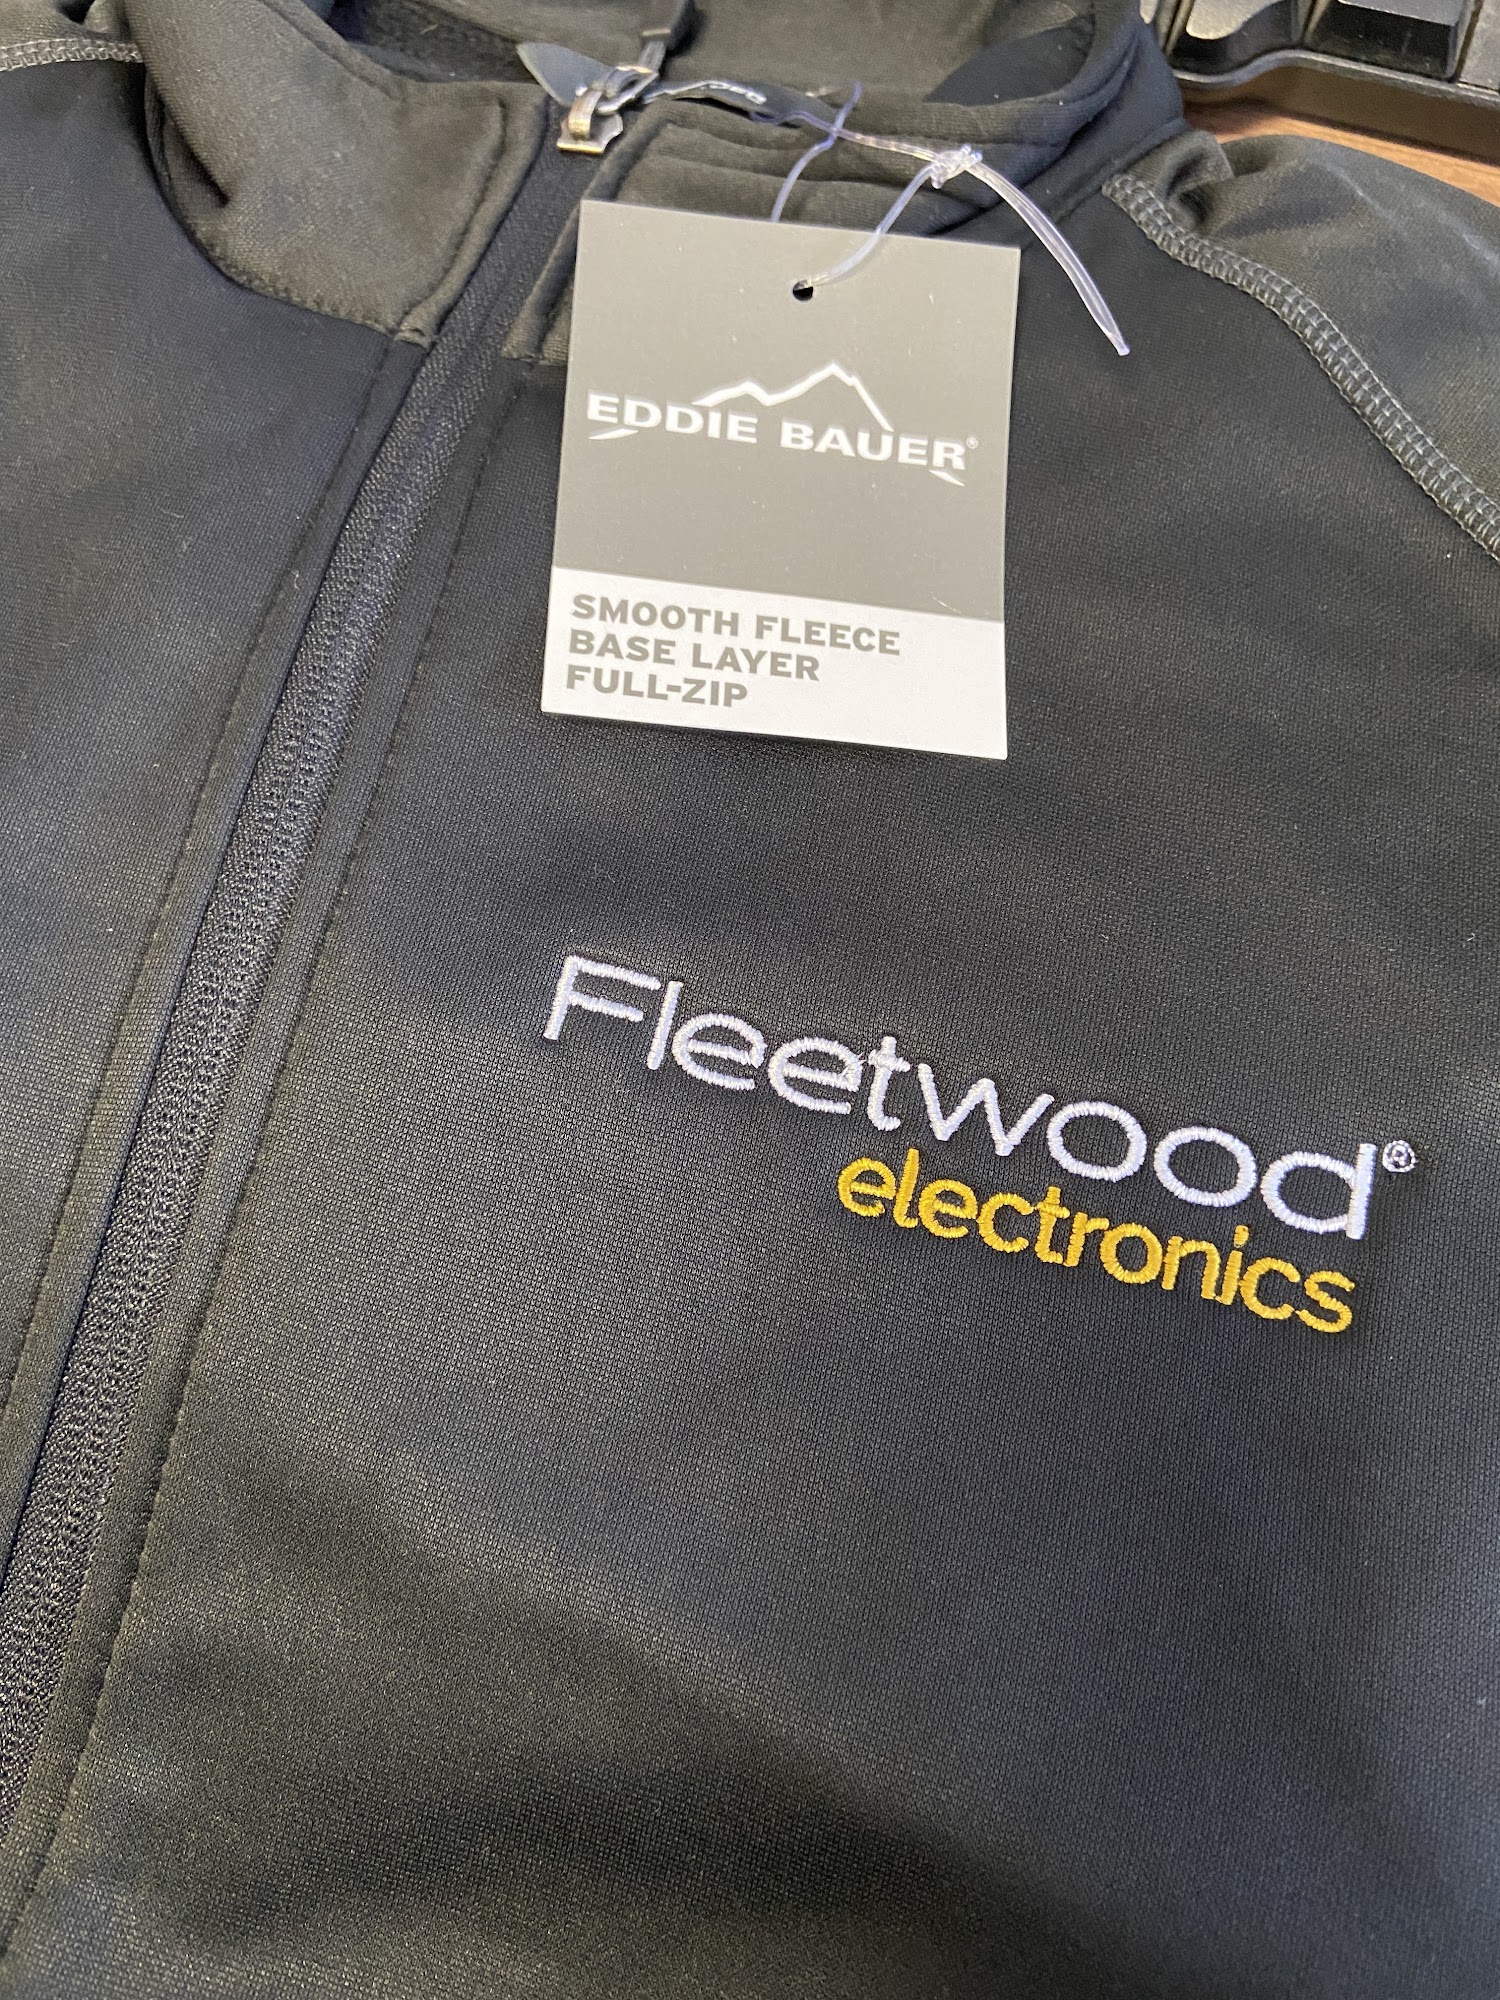 EDDIE BAUER®
SMOOTH FLEECE
BASE LAYER
FULL-ZIP
Fleetwood®
electronics